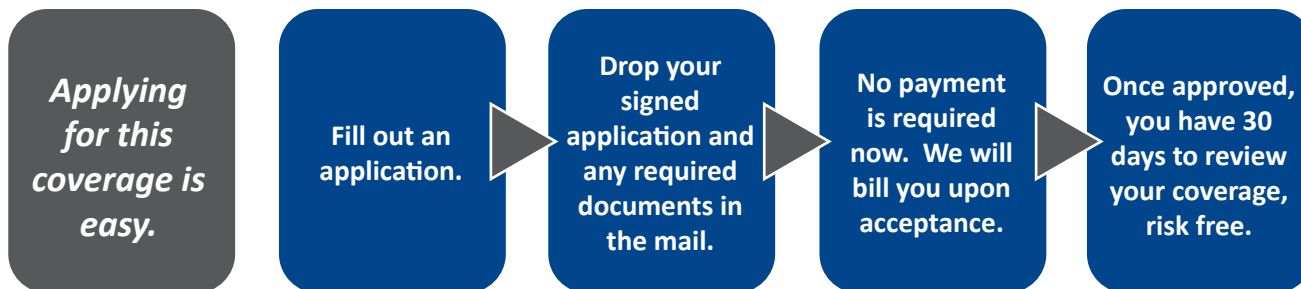 Applying
for this
coverage is
easy.
Fill out an
application.
Drop your
signed
application and
any required
documents in
the mail.
No payment
is required
now.  We will
bill you upon
acceptance.
Once approved,
you have 30
days to review
your coverage,
risk free.